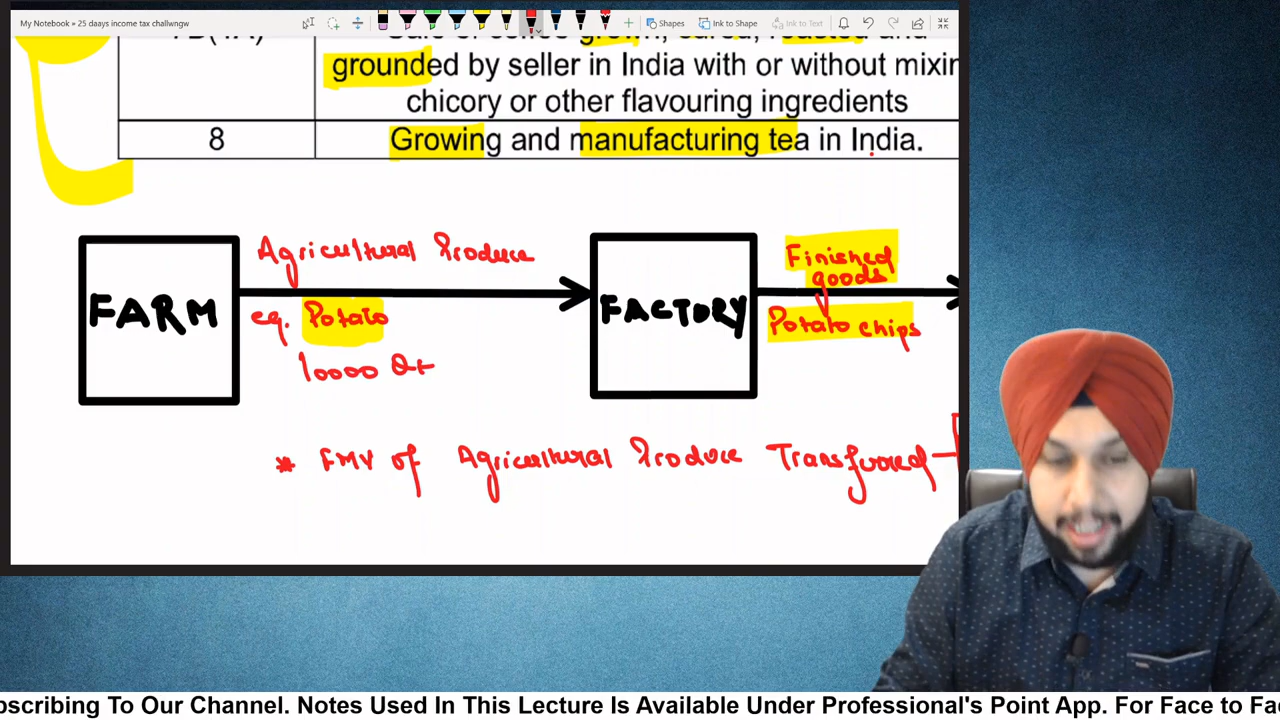 My Notebook » 25 daays income tax challwngw
Shapes
Ink to Shape
Ink to Text
grounded by seller in India with or without mixin
chicory or other flavouring ingredients
8 Growing and manufacturing tea in India.
FARM
Agricultural Produce
eg. Potato
10000 Qt
FACTORY
Finished
goods
Potato chips
* FMV of Agricultural Produce Transferred
bscribing To Our Channel. Notes Used In This Lecture Is Available Under Professional's Point App. For Face to Fa